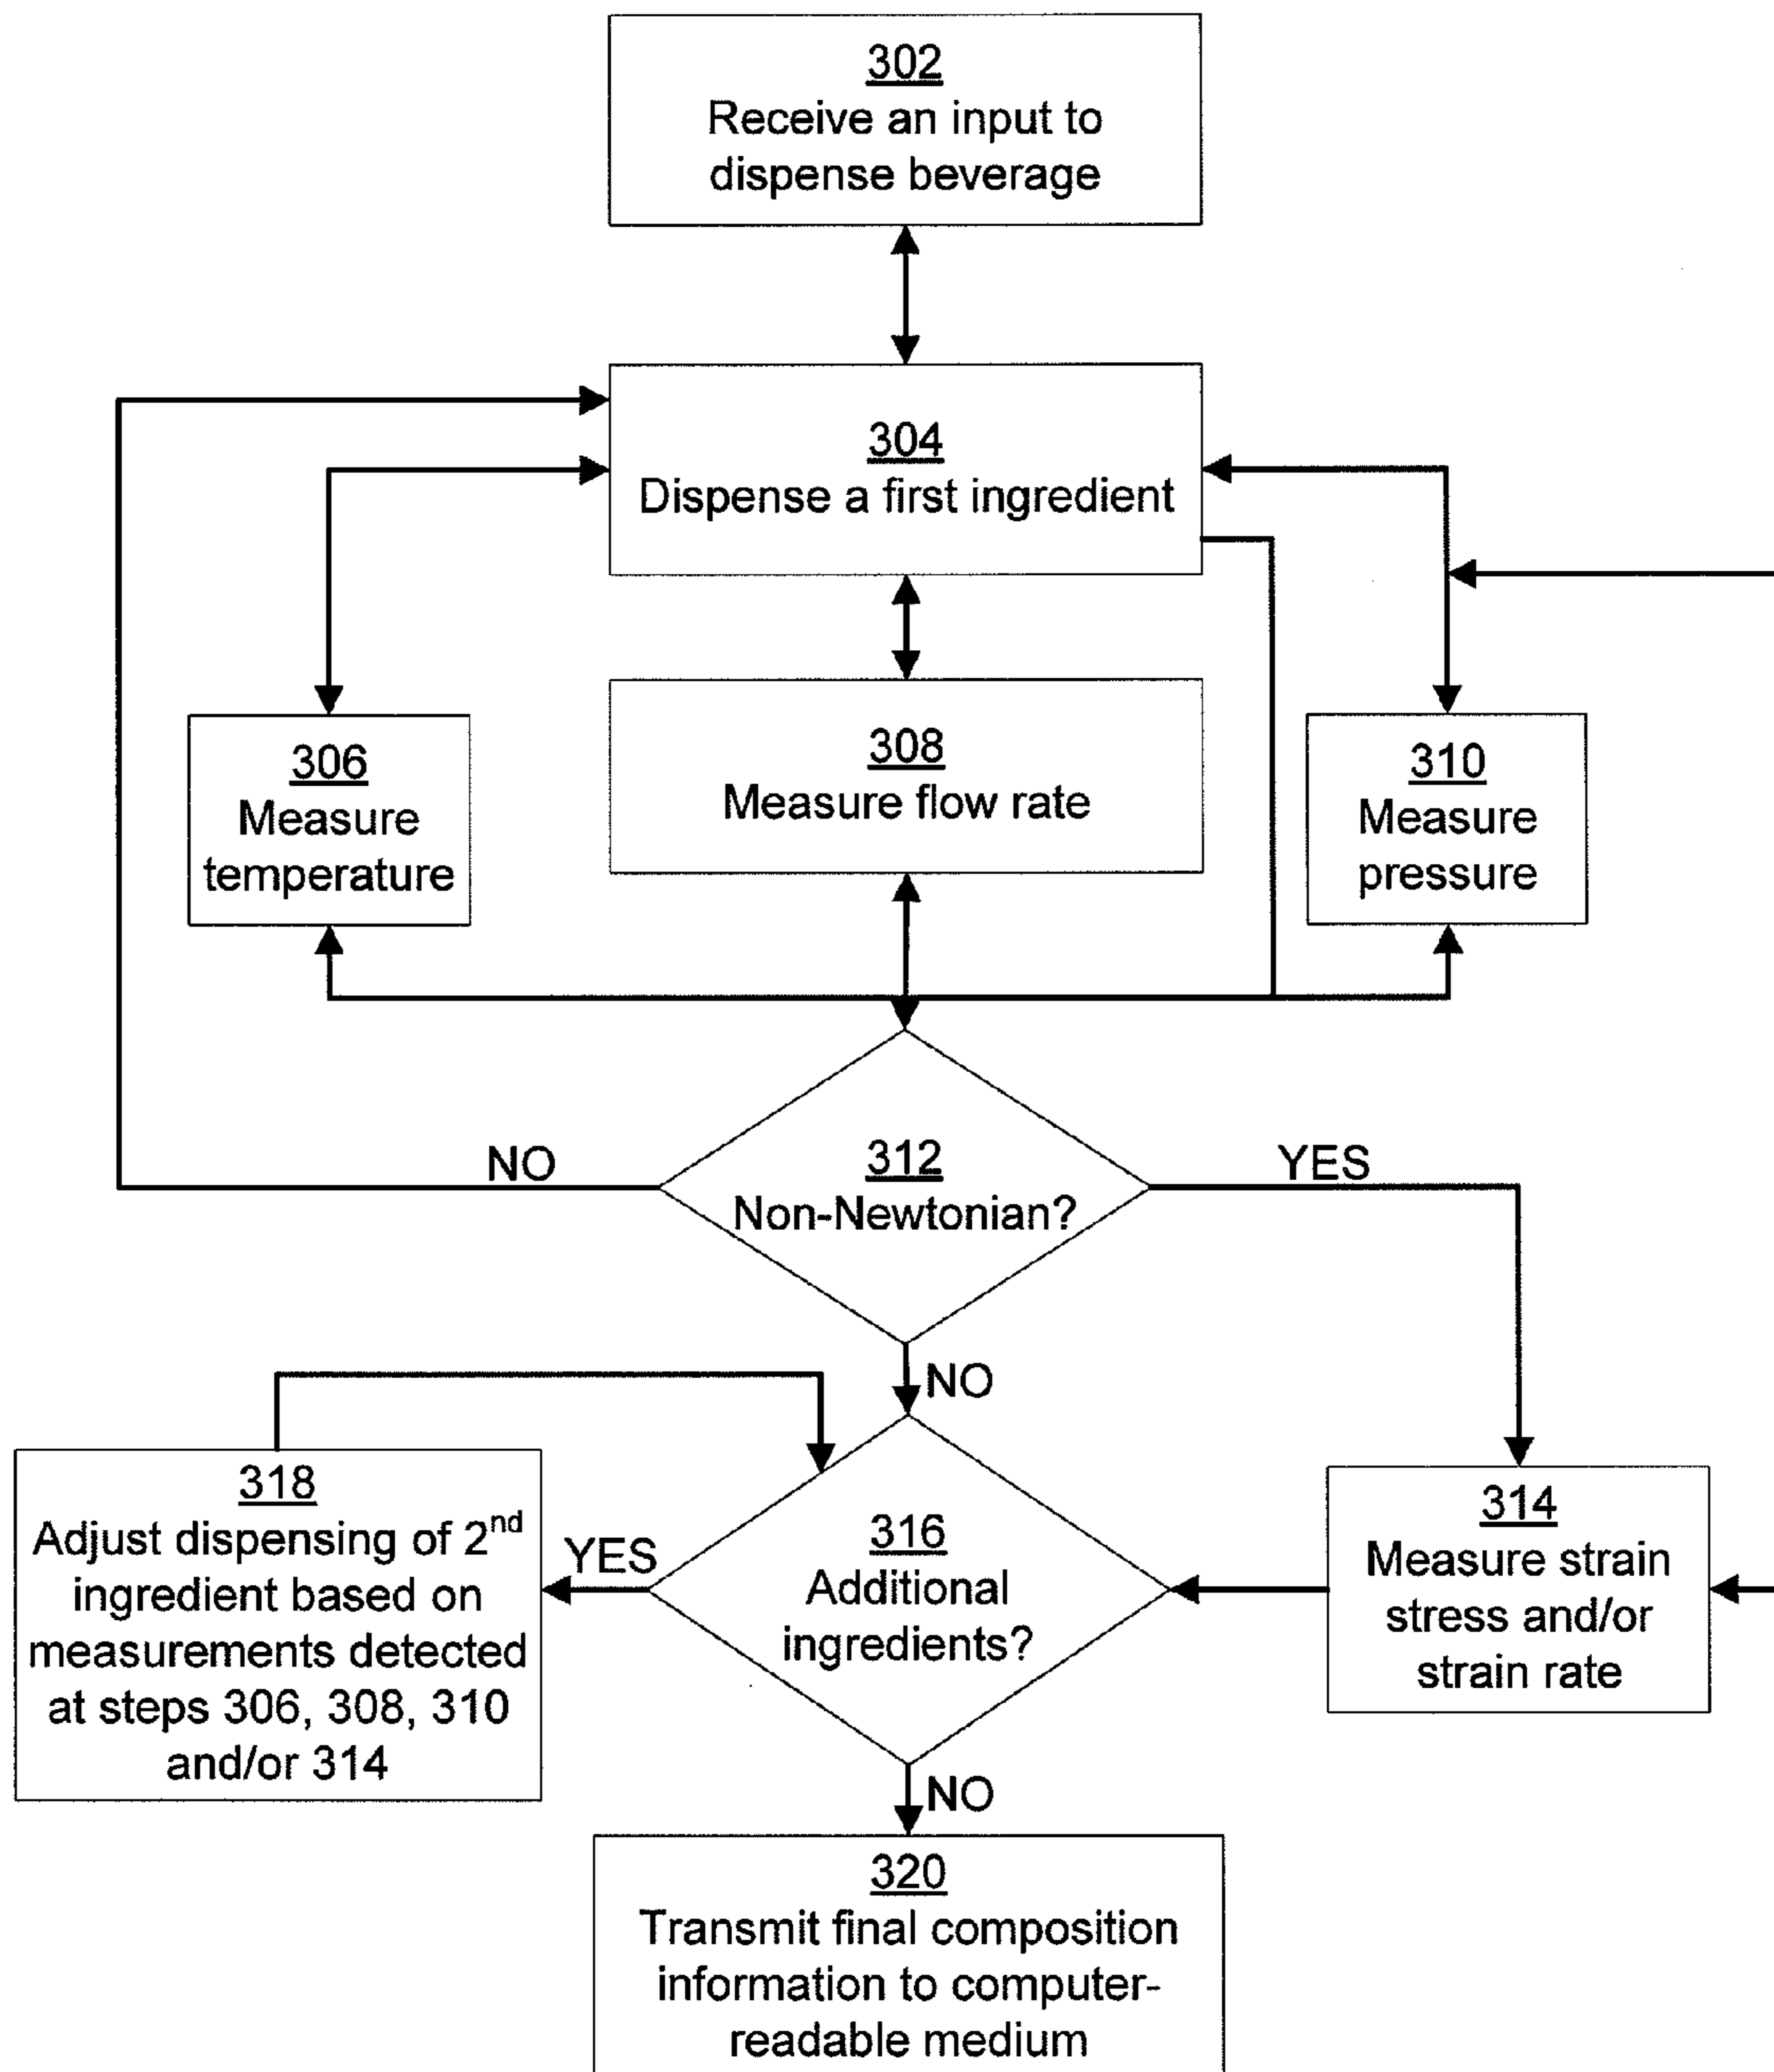 302
Receive an input to
dispense beverage
304
Dispense a first ingredient
306
Measure
temperature
308
Measure flow rate
310
Measure
pressure
312
Non-Newtonian?
NO
YES
NO
314
Measure strain
stress and/or
strain rate
316
Additional
ingredients?
YES
NO
318
Adjust dispensing of 2nd
ingredient based on
measurements detected
at steps 306, 308, 310
and/or 314
320
Transmit final composition
information to computer-
readable medium